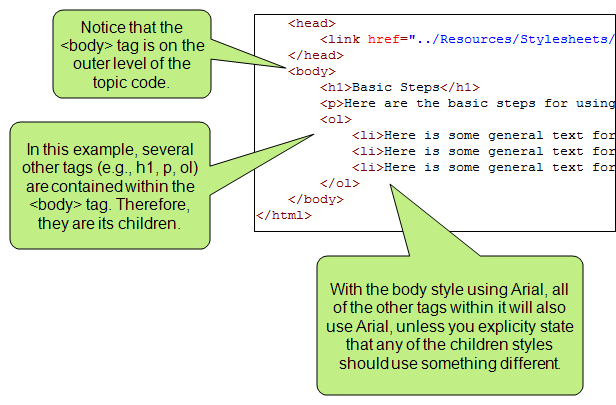 Notice that the
<body> tag is on the
outer level of the
topic code.
<head>
<link href="../Resources/Stylesheets/
</head>
<body>
<h1>Basic Steps</h1>
<p>Here are the basic steps for using
<ol>
<li>Here is some general text for
<li>Here is some general text for
<li>Here is some general text for
</ol>
</body>
</html>
In this example, several
other tags (e.g., h1, p, ol)
are contained within the
<body> tag. Therefore,
they are its children.
With the body style using Arial, all
of the other tags within it will also
use Arial, unless you explicity state
that any of the children styles
should use something different.